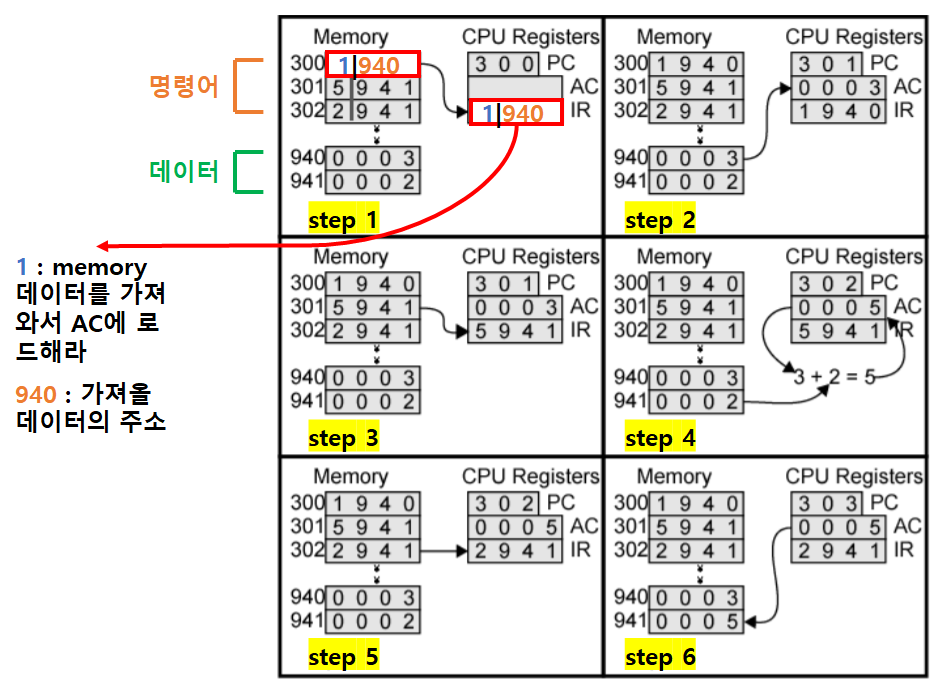 명령어
데이터
1 : memory
데이터를 가져
와서 AC에 로
드해라
940 : 가져올
데이터의 주소
Memory CPU Registers
300 1 940 3 0 0 PC
301 5 9 4 1 AC
302 2 9 4 1 1 940 IR
940 0 0 0 3
941 0 0 0 2
step 1
Memory CPU Registers
300 1 9 4 0 3 0 1 PC
301 5 9 4 1 0 0 0 3 AC
302 2 9 4 1 1 9 4 0 IR
940 0 0 0 3
941 0 0 0 2
step 2
Memory CPU Registers
300 1 9 4 0 3 0 1 PC
301 5 9 4 1 0 0 0 3 AC
302 2 9 4 1 5 9 4 1 IR
940 0 0 0 3
941 0 0 0 2
step 3
Memory CPU Registers
300 1 9 4 0 3 0 2 PC
301 5 9 4 1 0 0 0 5 AC
302 2 9 4 1 5 9 4 1 IR
940 0 0 0 3 3 + 2 = 5
941 0 0 0 2
step 4
Memory CPU Registers
300 1 9 4 0 3 0 2 PC
301 5 9 4 1 0 0 0 5 AC
302 2 9 4 1 2 9 4 1 IR
940 0 0 0 3
941 0 0 0 2
step 5
Memory CPU Registers
300 1 9 4 0 3 0 3 PC
301 5 9 4 1 0 0 0 5 AC
302 2 9 4 1 2 9 4 1 IR
940 0 0 0 3
941 0 0 0 5
step 6